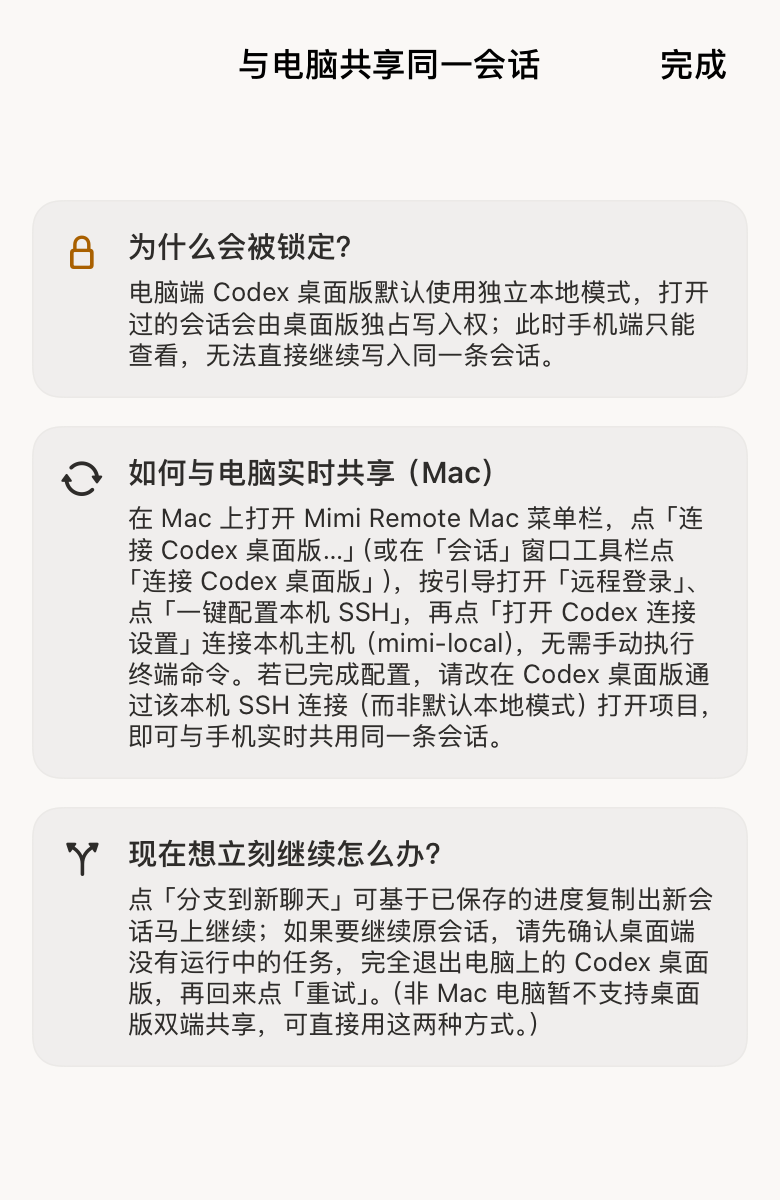 与电脑共享同一会话
完成
为什么会被锁定?
电脑端 Codex 桌面版默认使用独立本地模式，打开
过的会话会由桌面版独占写入权；此时手机端只能
查看，无法直接继续写入同一条会话。
如何与电脑实时共享（Mac）
在 Mac 上打开 Mimi Remote Mac 菜单栏，点「连
接 Codex 桌面版…」（或在「会话」窗口工具栏点
「连接 Codex 桌面版」），按引导打开「远程登录」、
点「一键配置本机 SSH」，再点「打开 Codex 连接
设置」连接本机主机（mimi-local），无需手动执行
终端命令。若已完成配置，请改在 Codex 桌面版通
过该本机 SSH 连接（而非默认本地模式）打开项目，
即可与手机实时共用同一条会话。
现在想立刻继续怎么办?
点「分支到新聊天」可基于已保存的进度复制出新会
话马上继续；如果要继续原会话，请先确认桌面端
没有运行中的任务，完全退出电脑上的 Codex 桌面
版，再回来点「重试」。（非 Mac 电脑暂不支持桌面
版双端共享，可直接用这两种方式。）